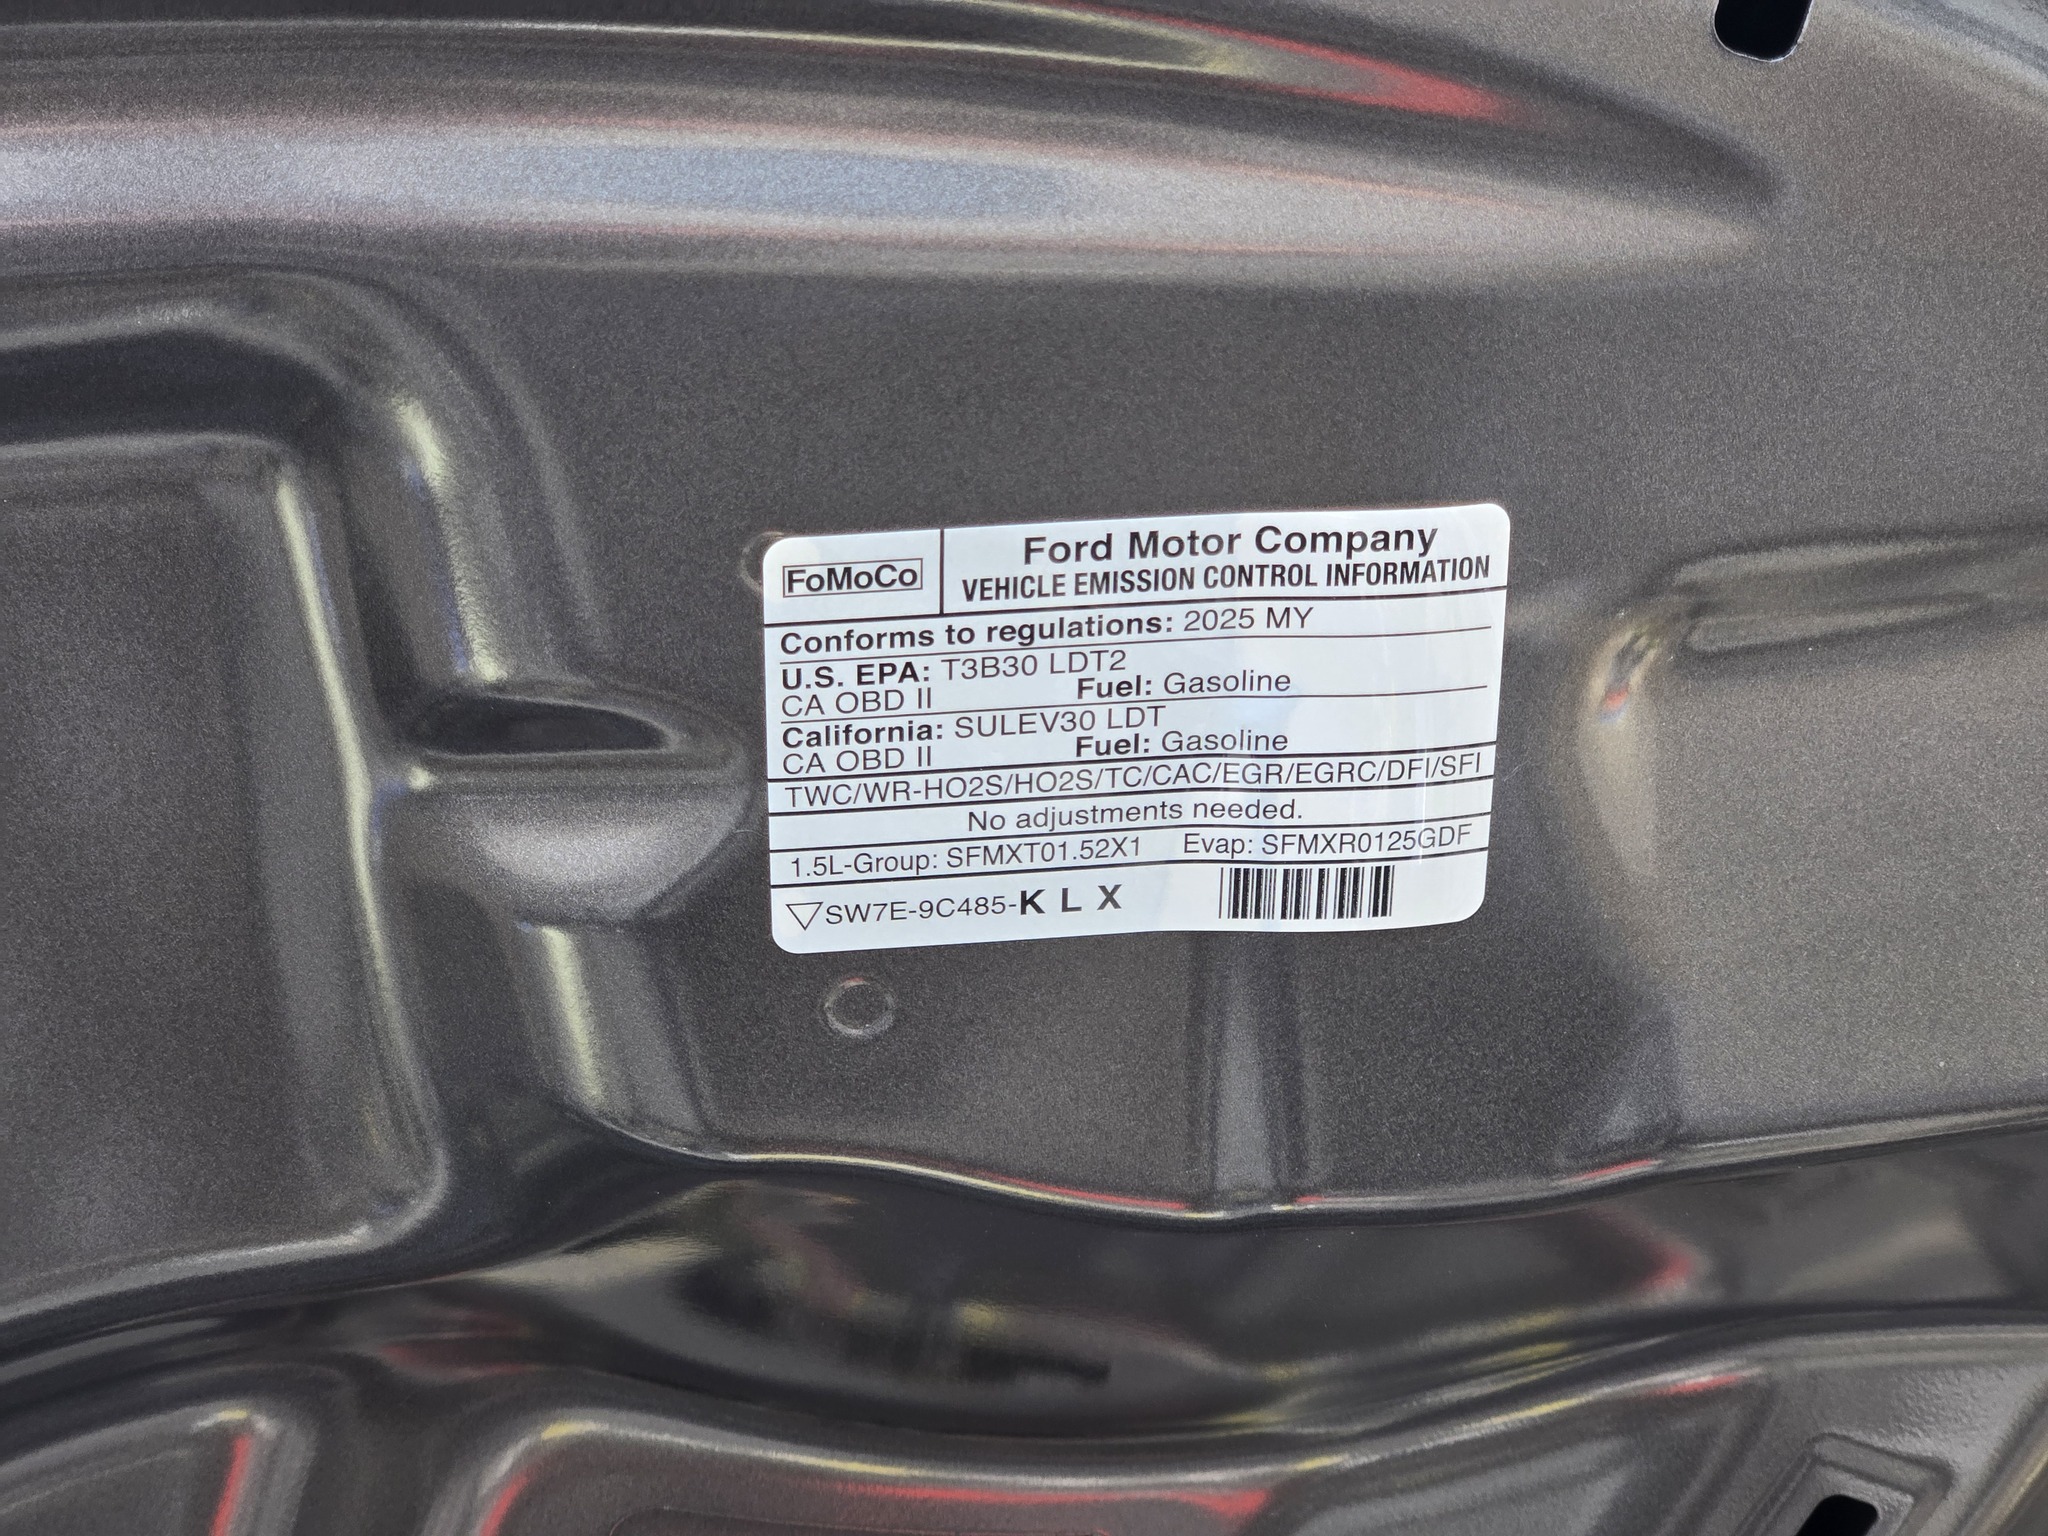 FoMoCo
Ford Motor Company
VEHICLE EMISSION CONTROL INFORMATION
Conforms to regulations: 2025 MY
U.S. EPA: T3B30 LDT2
CA OBD II Fuel: Gasoline
California: SULEV30 LDT
CA OBD II Fuel: Gasoline
TWC/WR-HO2S/HO2S/TC/CAC/EGR/EGRC/DFI/SFI
No adjustments needed.
1.5L-Group: SFMXT01.52X1 Evap: SFMXR0125GDF
SW7E-9C485-K L X